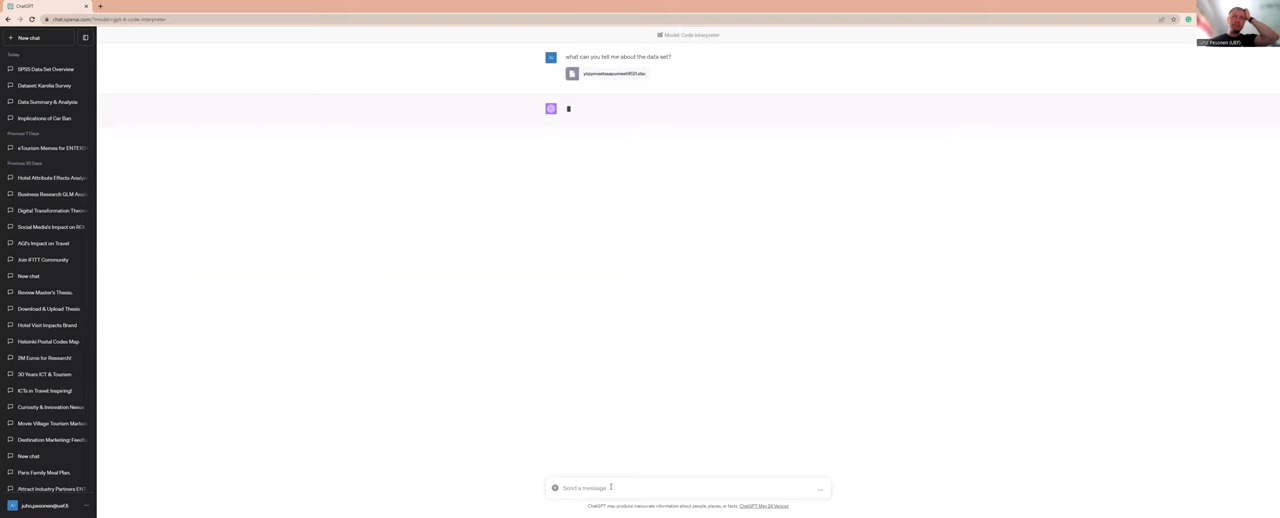 ChatGPT
chat.openai.com/?model=gpt-4-code-interpreter
New chat
Today
SPSS Data Set Overview
Dataset: Karelia Survey
Data Summary & Analysis
Implications of Car Ban
Previous 7 Days
eTourism Memes for ENTER
Previous 30 Days
Hotel Attribute Effects Analy
Business Research GLM Anal
Digital Transformation Theor
Social Media's Impact on ROI
AGI's Impact on Travel
Join IFITT Community
New chat
Review Master's Thesis.
Download & Upload Thesis
Hotel Visit Impacts Brand
Helsinki Postal Codes Map
2M Euros for Research!
30 Years ICT & Tourism
ICTs in Travel: Inspiring!
Curiosity & Innovation Nexus
Movie Village Tourism Market
Destination Marketing: Feedb
New chat
Paris Family Meal Plan.
Attract Industry Partners ENT
juho.pesonen@uef.fi
Model: Code Interpreter
JU
what can you tell me about the data set?
Send a message
ChatGPT may produce inaccurate information about people, places, or facts. ChatGPT May 24 Version
Juho Pesonen (UEF)